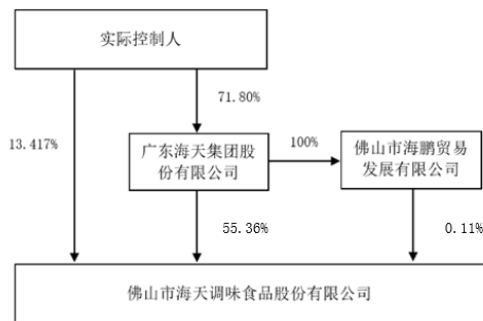 实际控制人
71.80%
13.417%
广东海天集团股
份有限公司
100%
佛山市海鹏贸易
发展有限公司
55.36%
0.11%
佛山市海天调味食品股份有限公司